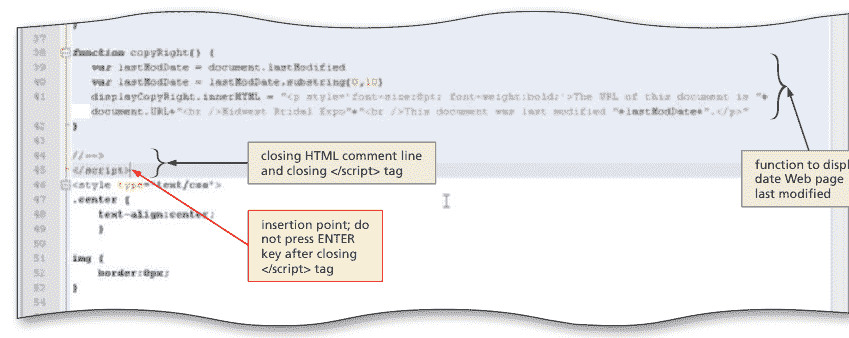 37
38 function copyRight() {
39 var lastModDate = document.lastModified
40 var lastModDate = lastModDate.substring(0,10)
41 displayCopyRight.innerHTML = "<p style='font-size:8pt; font-weight:bold;'>The URL of this document is "+
document.URL+"<br />Midwest Bridal Expo"+"<br />This document was last modified "+lastModDate+".</p>"
42 }
43
44 //-->
45 </script>
46 <style type="text/css">
47 .center {
48 text-align:center;
49 }
50
51 img {
52 border:0px;
53 }
54
closing HTML comment line
and closing </script> tag
function to displ
date Web page
last modified
insertion point; do
not press ENTER
key after closing
</script> tag